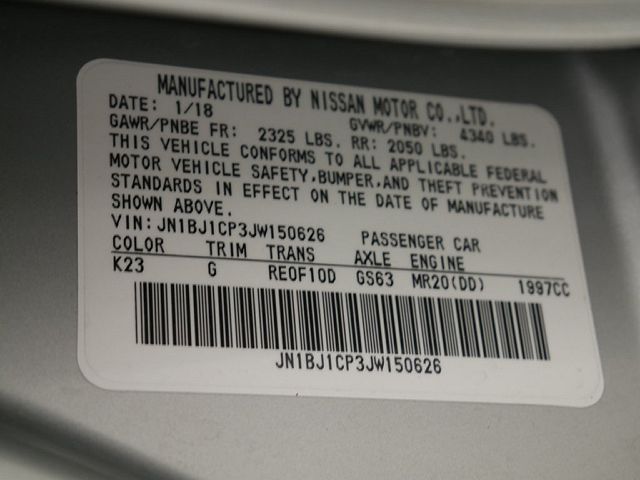 MANUFACTURED BY NISSAN MOTOR CO.,LTD.
DATE: 1/18 GVWR/PNBV: 4340 LBS.
GAWR/PNBE FR: 2325 LBS. RR: 2050 LBS.
THIS VEHICLE CONFORMS TO ALL APPLICABLE FEDERAL
MOTOR VEHICLE SAFETY,BUMPER,AND THEFT PREVENTION
STANDARDS IN EFFECT ON THE DATE OF MANUFACTURE
SHOWN ABOVE.
VIN:JN1BJ1CP3JW150626 PASSENGER CAR
COLOR TRIM TRANS AXLE ENGINE
K23 G RE0F10D GS63 MR20(DD) 1997CC
JN1BJ1CP3JW150626